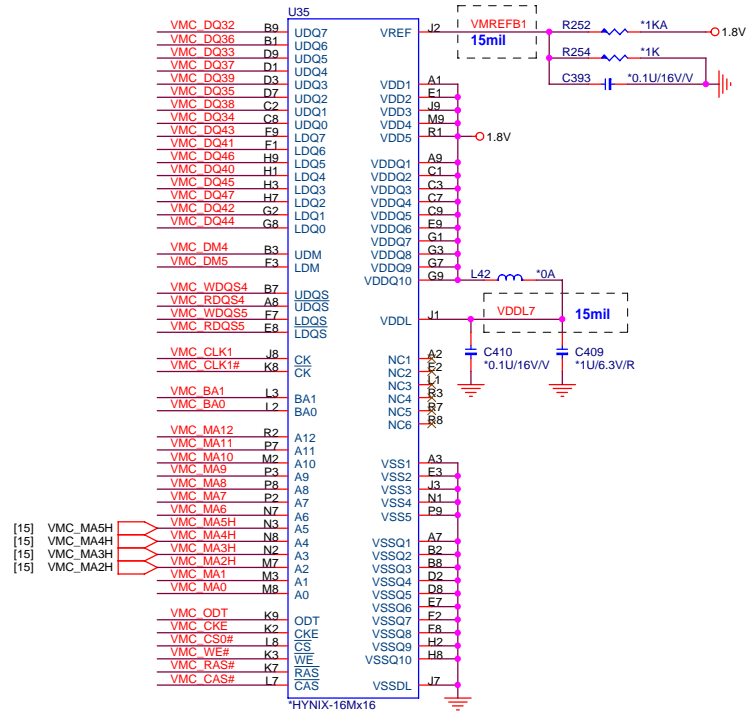 U35
VMC_DQ32 B9 UDQ7
VMC_DQ36 B1 UDQ6
VMC_DQ33 D9 UDQ5
VMC_DQ37 D1 UDQ4
VMC_DQ39 D3 UDQ3
VMC_DQ35 D7 UDQ2
VMC_DQ38 C2 UDQ1
VMC_DQ34 C8 UDQ0
VMC_DQ43 F9 LDQ7
VMC_DQ41 F1 LDQ6
VMC_DQ46 H9 LDQ5
VMC_DQ40 H1 LDQ4
VMC_DQ45 H3 LDQ3
VMC_DQ47 H7 LDQ2
VMC_DQ42 G2 LDQ1
VMC_DQ44 G8 LDQ0
VMC_DM4 B3 UDM
VMC_DM5 F3 LDM
VMC_WDQS4 B7 UDQS
VMC_RDQS4 A8 UDQS
VMC_WDQS5 F7 LDQS
VMC_RDQS5 E8 LDQS
VMC_CLK1 J8 CK
VMC_CLK1# K8 CK
VMC_BA1 L3 BA1
VMC_BA0 L2 BA0
VMC_MA12 R2 A12
VMC_MA11 P7 A11
VMC_MA10 M2 A10
VMC_MA9 P3 A9
VMC_MA8 P8 A8
VMC_MA7 P2 A7
VMC_MA6 N7 A6
[15] VMC_MA5H VMC_MA5H N3 A5
[15] VMC_MA4H VMC_MA4H N8 A4
[15] VMC_MA3H VMC_MA3H N2 A3
[15] VMC_MA2H VMC_MA2H M7 A2
VMC_MA1 M3 A1
VMC_MA0 M8 A0
VMC_ODT K9 ODT
VMC_CKE K2 CKE
VMC_CS0# L8 CS
VMC_WE# K3 WE
VMC_RAS# K7 RAS
VMC_CAS# L7 CAS
*HYNIX-16Mx16
VREF J2 VMREFB1
15mil
R252 *1KA 1.8V
R254 *1K
C393 *0.1U/16V/V
VDD1 A1
VDD2 E1
VDD3 J9
VDD4 M9
VDD5 R1 1.8V
VDDQ1 A9
VDDQ2 C1
VDDQ3 C3
VDDQ4 C7
VDDQ5 C9
VDDQ6 E9
VDDQ7 G1
VDDQ8 G3
VDDQ9 G7
VDDQ10 G9 L42 *0A
VDDL J1 VDDL7 15mil
C410 *0.1U/16V/V
C409 *1U/6.3V/R
NC1 A2
NC2 E2
NC3 L1
NC4 R3
NC5 R7
NC6 R8
VSS1 A3
VSS2 E3
VSS3 J3
VSS4 N1
VSS5 P9
VSSQ1 A7
VSSQ2 B2
VSSQ3 B8
VSSQ4 D2
VSSQ5 D8
VSSQ6 E7
VSSQ7 F2
VSSQ8 F8
VSSQ9 H2
VSSQ10 H8
VSSDL J7